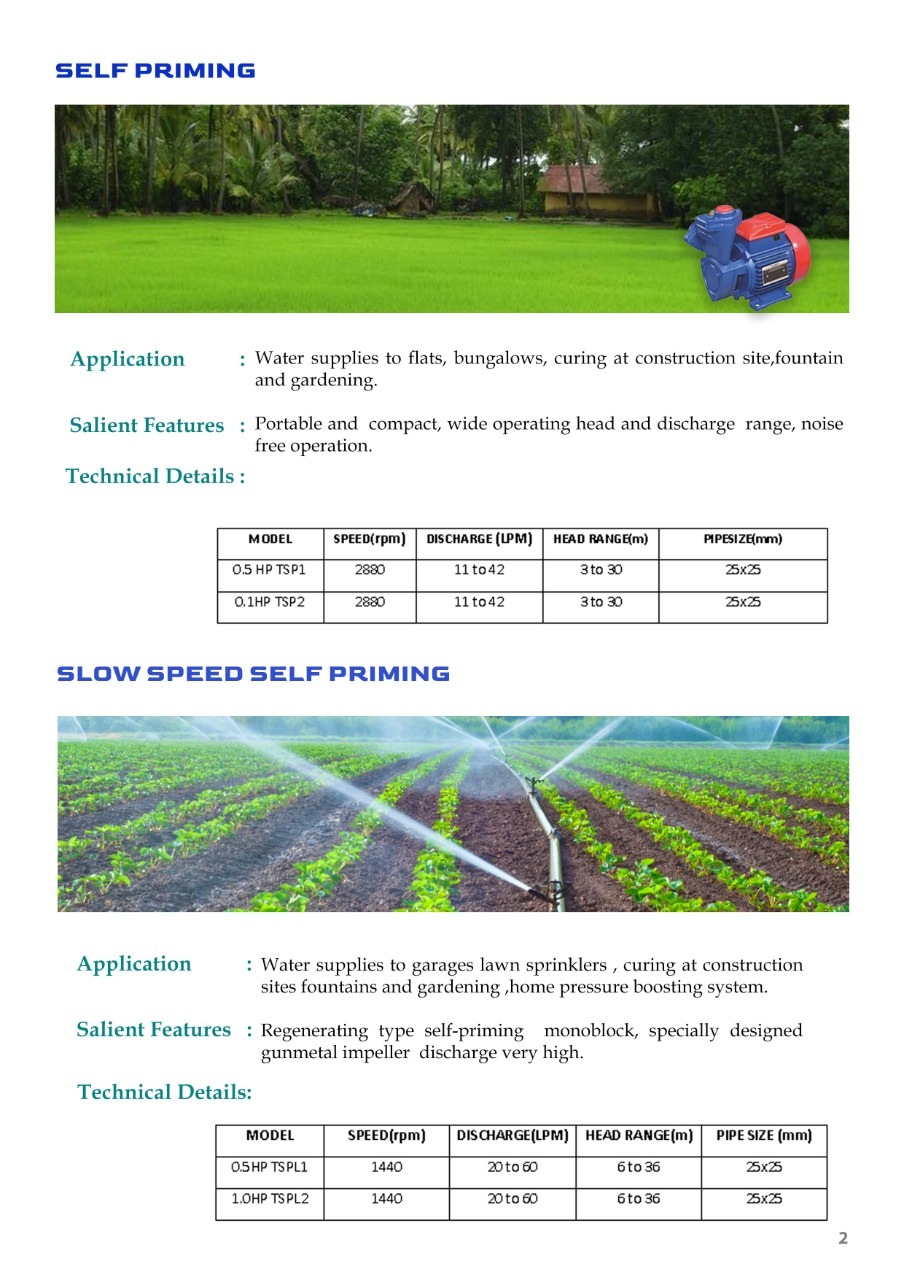 SELF PRIMING
Application : Water supplies to flats, bungalows, curing at construction site,fountain
and gardening.
Salient Features : Portable and compact, wide operating head and discharge range, noise
free operation.
Technical Details :
MODEL SPEED(rpm) DISCHARGE (LPM) HEAD RANGE(m) PIPESIZE(mm)
0.5 HP TSP1 2880 11 to 42 3 to 30 25x25
0.1HP TSP2 2880 11 to 42 3 to 30 25x25
SLOW SPEED SELF PRIMING
Application : Water supplies to garages lawn sprinklers , curing at construction
sites fountains and gardening ,home pressure boosting system.
Salient Features : Regenerating type self-priming monoblock, specially designed
gunmetal impeller discharge very high.
Technical Details:
MODEL SPEED(rpm) DISCHARGE(LPM) HEAD RANGE(m) PIPE SIZE (mm)
0.5HP TSPL1 1440 20 to 60 6 to 36 25x25
1.0HP TSPL2 1440 20 to 60 6 to 36 25x25
2